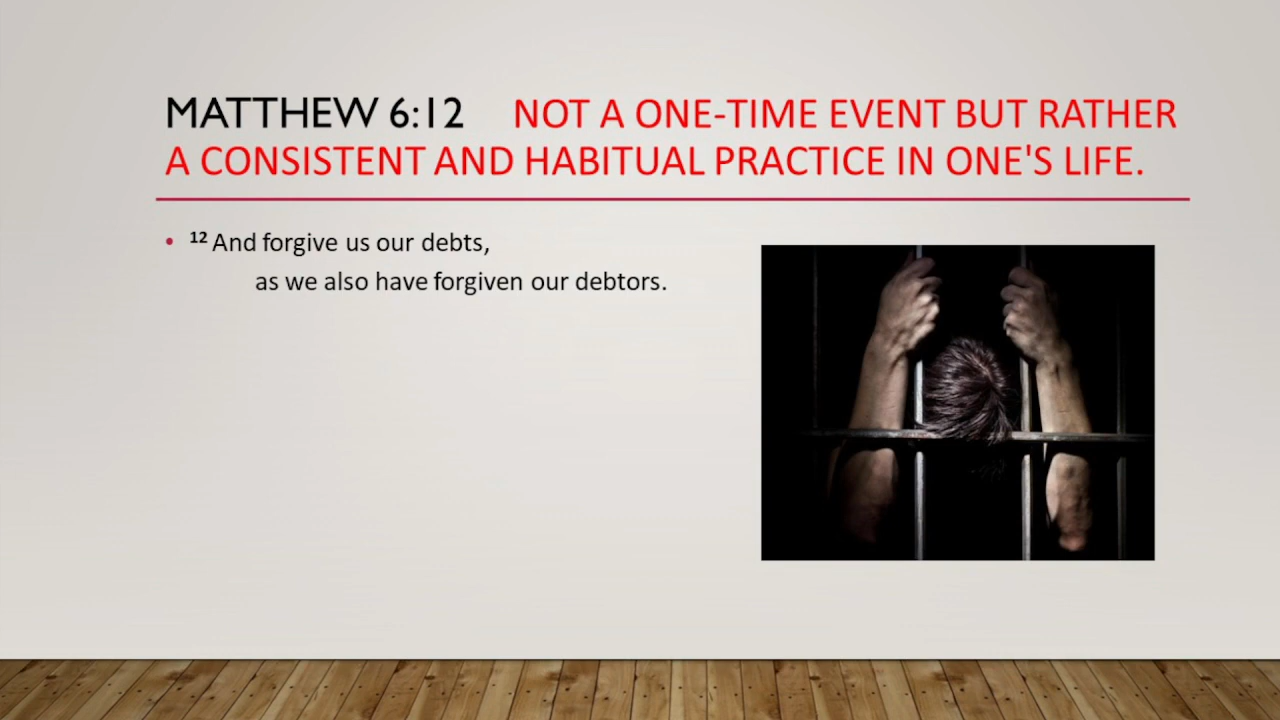 MATTHEW 6:12 NOT A ONE-TIME EVENT BUT RATHER
A CONSISTENT AND HABITUAL PRACTICE IN ONE'S LIFE.
• 12 And forgive us our debts,
as we also have forgiven our debtors.